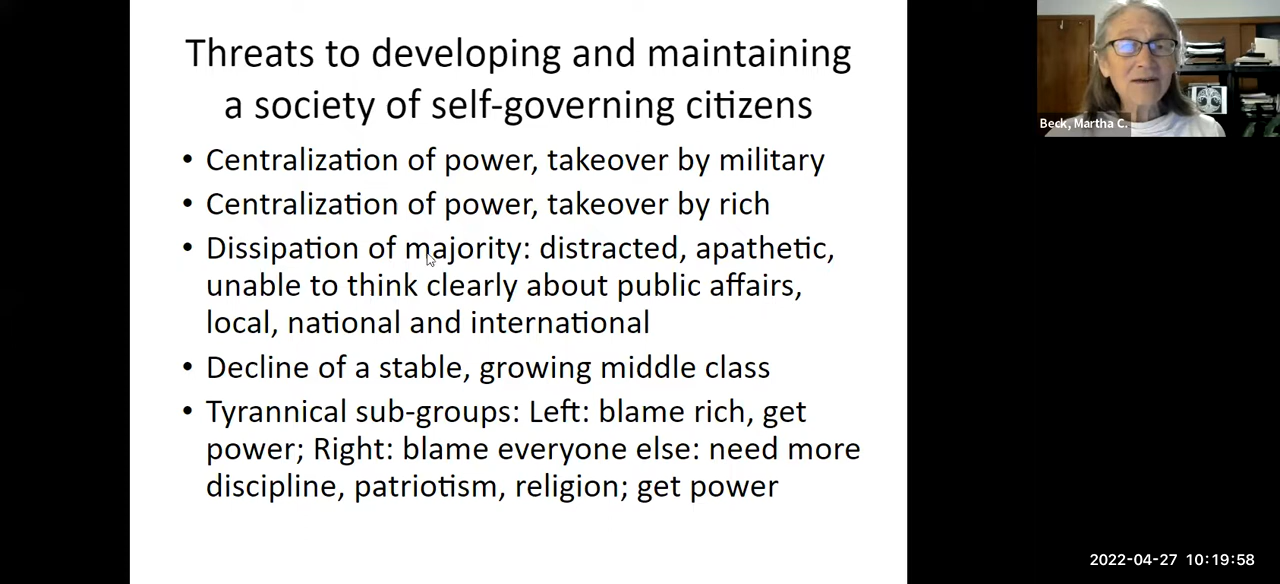 Threats to developing and maintaining
a society of self-governing citizens
• Centralization of power, takeover by military
• Centralization of power, takeover by rich
• Dissipation of majority: distracted, apathetic,
unable to think clearly about public affairs,
local, national and international
• Decline of a stable, growing middle class
• Tyrannical sub-groups: Left: blame rich, get
power; Right: blame everyone else: need more
discipline, patriotism, religion; get power
Beck, Martha C.
2022-04-27 10:19:58